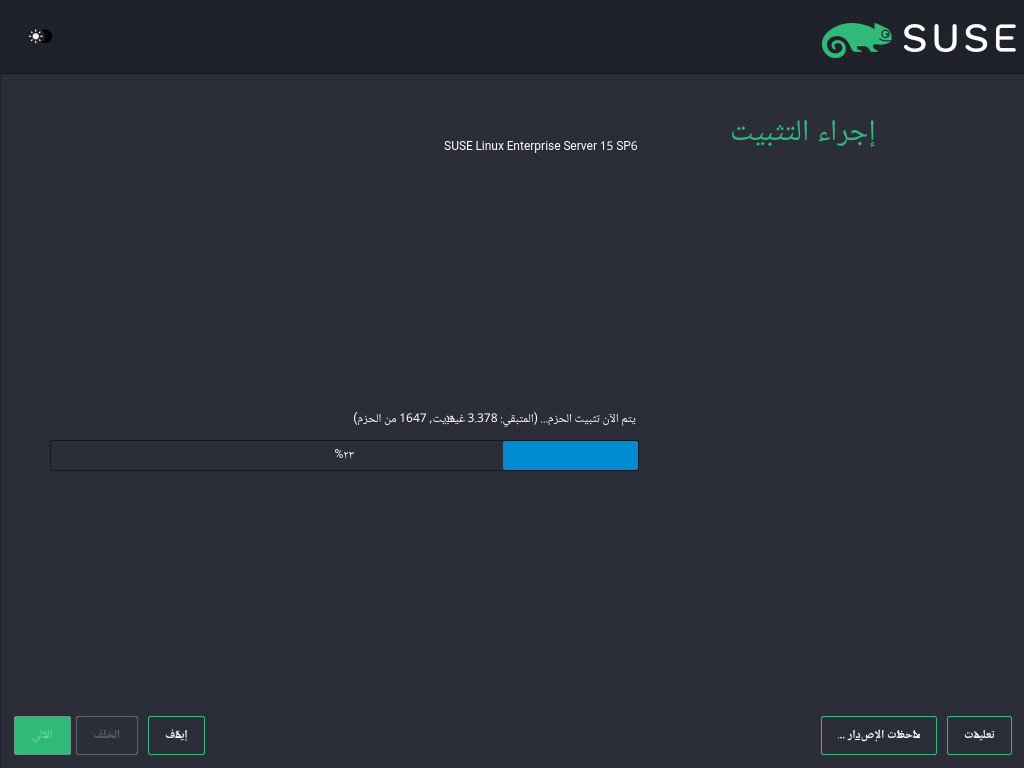 SUSE
إجراء التثبيت
SUSE Linux Enterprise Server 15 SP6
يتم الآن تثبيت الحزم... (المتبقي: 3.378 غيغابايت, 1647 من الحزم)
%٢٣
تعليمات
ملاحظات الإصدار ...
إيقاف
الخلف
التالي